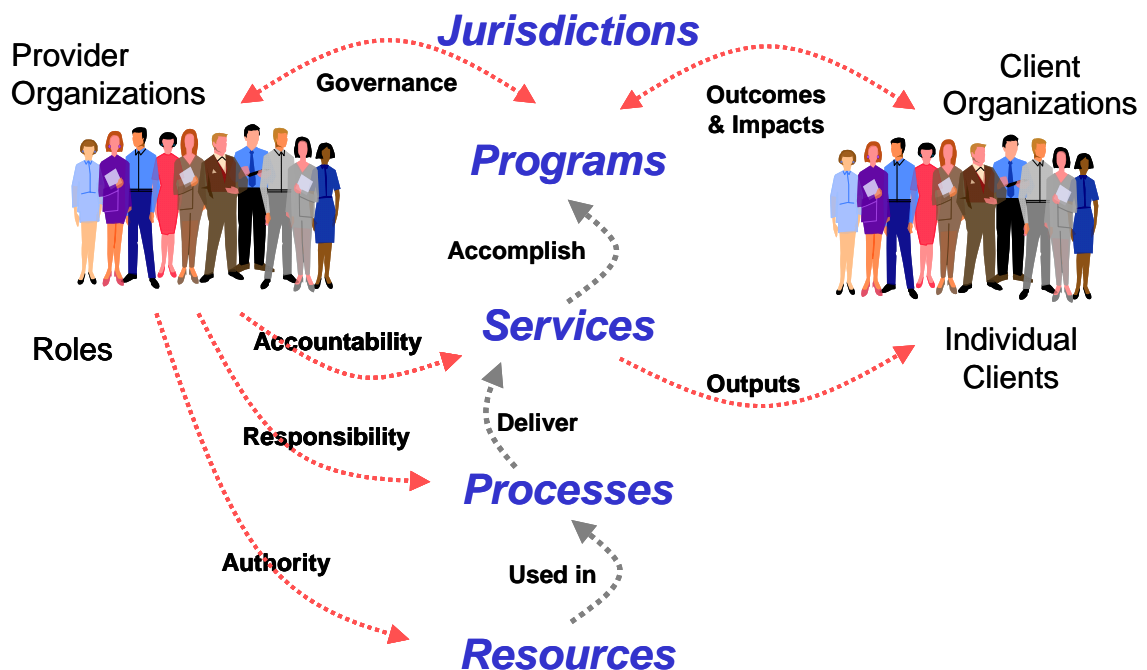 Jurisdictions
Provider
Organizations
Governance
Outcomes
& Impacts
Client
Organizations
Programs
Accomplish
Services
Roles
Accountability
Individual
Clients
Outputs
Deliver
Responsibility
Processes
Authority
Used in
Resources